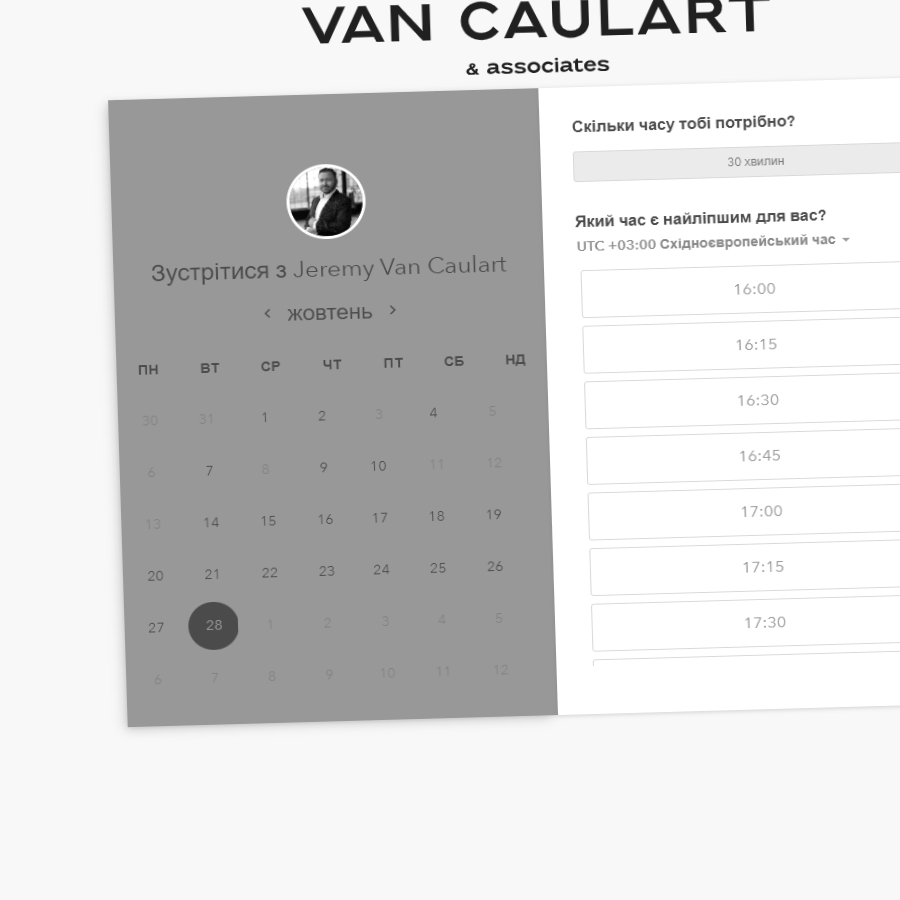 VAN CAULART
& associates
Зустрітися з Jeremy Van Caulart
жовтень
ПН ВТ СР ЧТ ПТ СБ НД
30 31 1 2 3 4 5
6 7 8 9 10 11 12
13 14 15 16 17 18 19
20 21 22 23 24 25 26
27 28 1 2 3 4 5
6 7 8 9 10 11 12
Скільки часу тобі потрібно?
30 хвилин
Який час є найліпшим для вас?
UTC +03:00 Східноєвропейський час
16:00
16:15
16:30
16:45
17:00
17:15
17:30